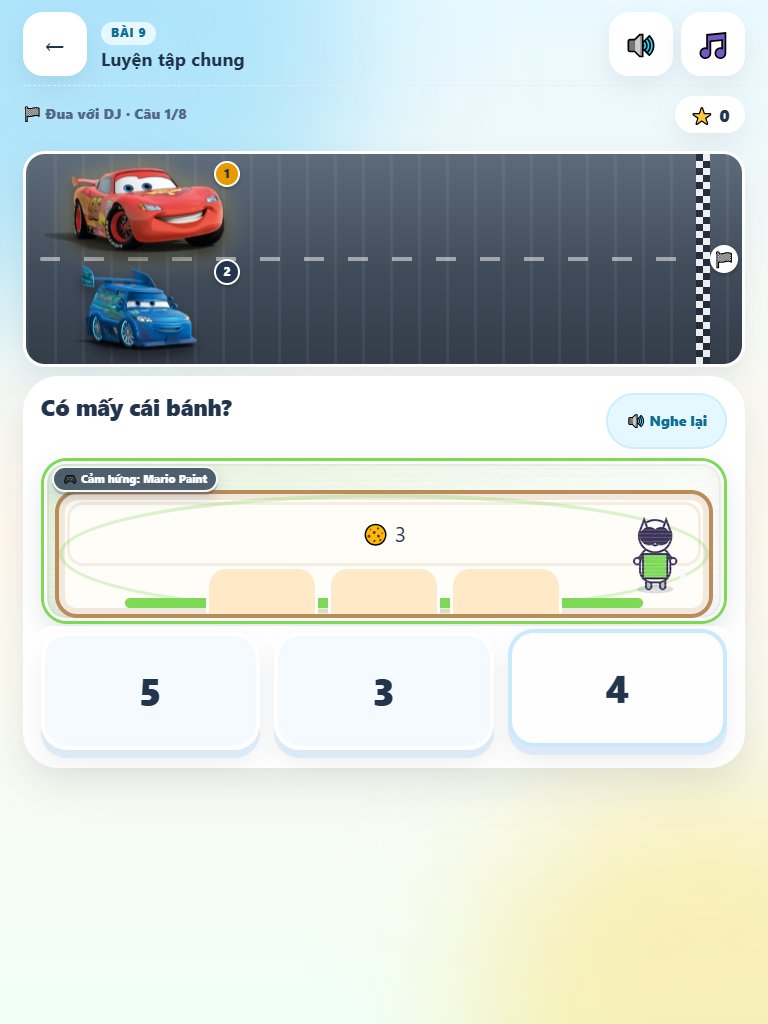 ←
BÀI 9
Luyện tập chung
Đua với DJ · Câu 1/8
0
1
2
Có mấy cái bánh?
Nghe lại
Cảm hứng: Mario Paint
3
5
3
4